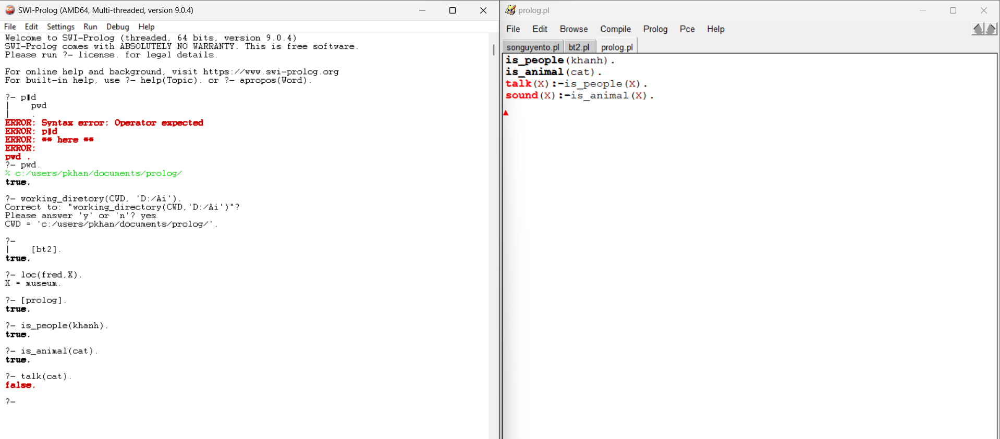 SWI-Prolog (AMD64, Multi-threaded, version 9.0.4)
File Edit Settings Run Debug Help
Welcome to SWI-Prolog (threaded, 64 bits, version 9.0.4)
SWI-Prolog comes with ABSOLUTELY NO WARRANTY. This is free software.
Please run ?- license. for legal details.
For online help and background, visit https://www.swi-prolog.org
For built-in help, use ?- help(Topic). or ?- apropos(Word).
?- p▮d
|    pwd
|    .
ERROR: Syntax error: Operator expected
ERROR: p▮d
ERROR: ** here **
ERROR:
pwd .
?- pwd.
% c:/users/pkhan/documents/prolog/
true.
?- working_diretory(CWD, 'D:/Ai').
Correct to: "working_directory(CWD,'D:/Ai')"?
Please answer 'y' or 'n'? yes
CWD = 'c:/users/pkhan/documents/prolog/'.
?-
|    [bt2].
true.
?- loc(fred,X).
X = museum.
?- [prolog].
true.
?- is_people(khanh).
true.
?- is_animal(cat).
true.
?- talk(cat).
false.
?-
prolog.pl
File Edit Browse Compile Prolog Pce Help
songuyento.pl bt2.pl prolog.pl
is_people(khanh).
is_animal(cat).
talk(X):-is_people(X).
sound(X):-is_animal(X).